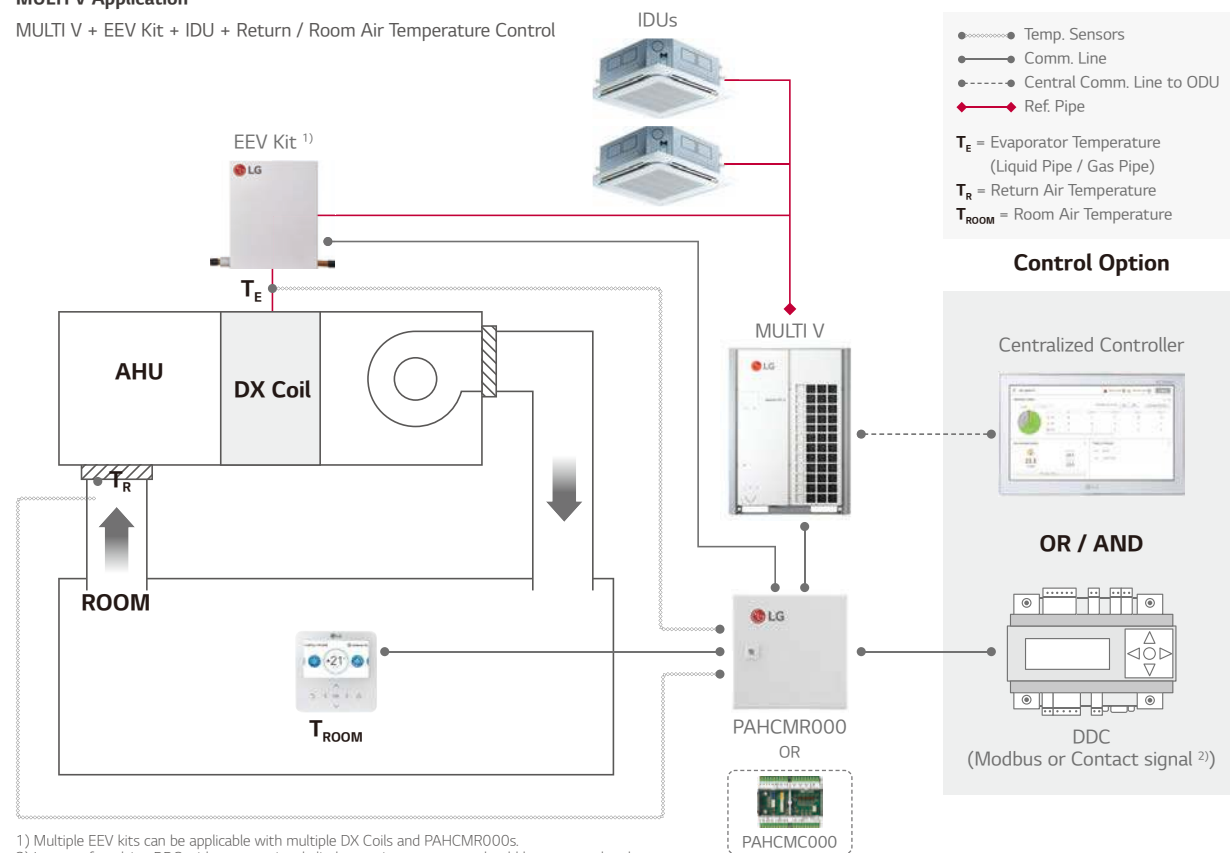 MULTI V Application
MULTI V + EEV Kit + IDU + Return / Room Air Temperature Control
IDUs
Temp. Sensors
Comm. Line
Central Comm. Line to ODU
Ref. Pipe
TE = Evaporator Temperature
(Liquid Pipe / Gas Pipe)
TR = Return Air Temperature
TROOM = Room Air Temperature
EEV Kit 1)
LG
TE
AHU
DX Coil
MULTI V
LG
Control Option
Centralized Controller
LG
OR / AND
TR
ROOM
LG
21
TROOM
LG
PAHCMR000
OR
PAHCMC000
DDC
(Modbus or Contact signal 2))
1) Multiple EEV kits can be applicable with multiple DX Coils and PAHCMR000s.